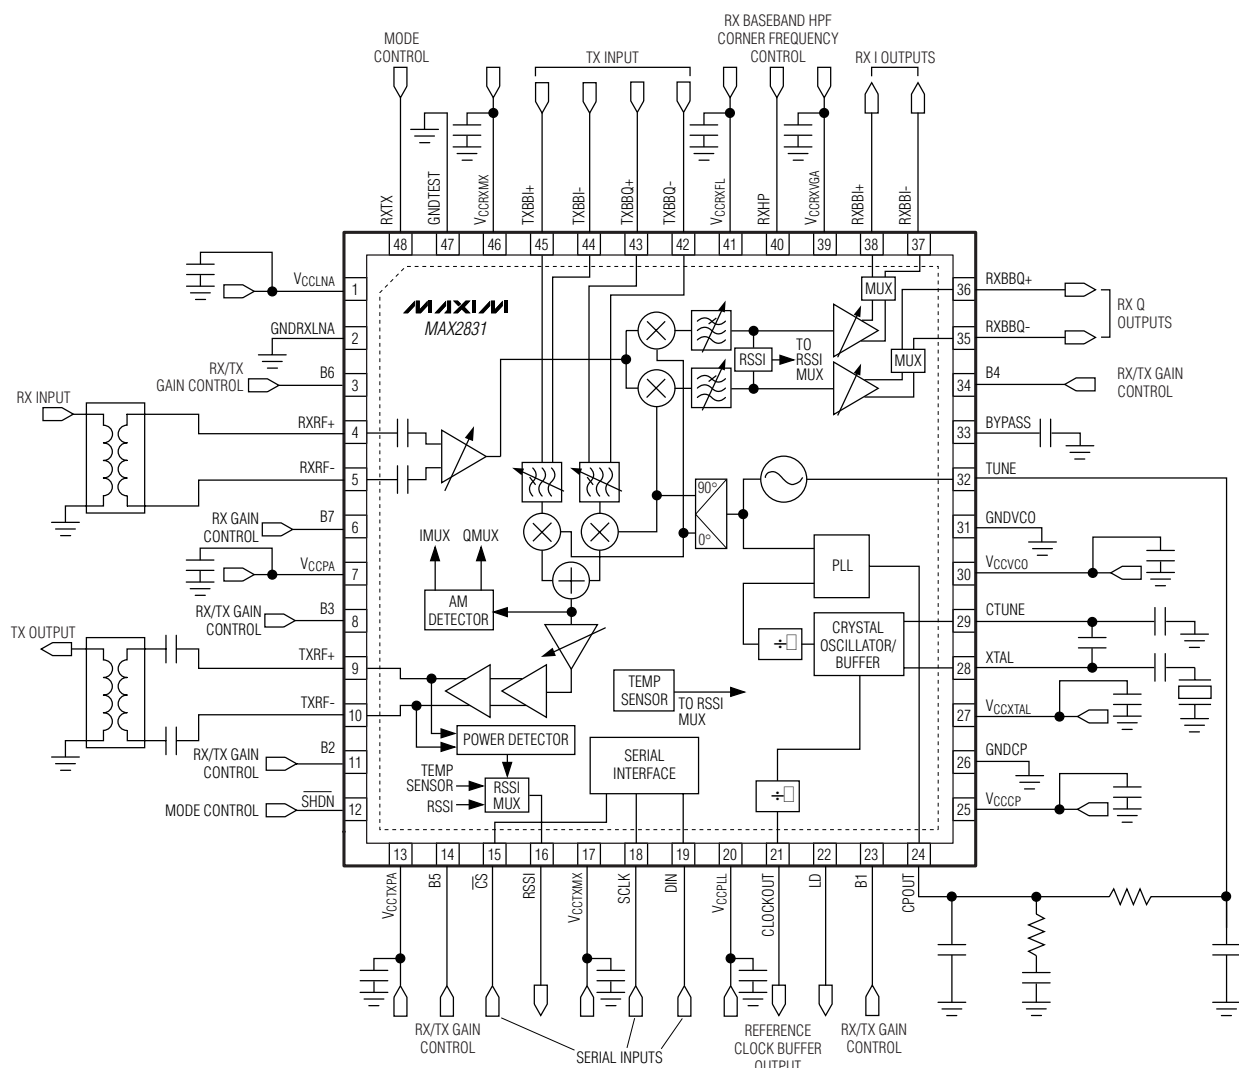 MODE
CONTROL
TX INPUT
RX BASEBAND HPF
CORNER FREQUENCY
CONTROL
RX I OUTPUTS
RXTX
GNDTEST
VCCRXMX
TXBBI+
TXBBI-
TXBBQ+
TXBBQ-
VCCRXFL
RXHP
VCCRXVGA
RXBBI+
RXBBI-
48
47
46
45
44
43
42
41
40
39
38
37
VCCLNA
1
GNDRXLNA
2
RX/TX
GAIN CONTROL
B6
3
RX INPUT
RXRF+
4
RXRF-
5
RX GAIN
CONTROL
B7
6
VCCPA
7
RX/TX GAIN
CONTROL
B3
8
TX OUTPUT
TXRF+
9
TXRF-
10
RX/TX GAIN
CONTROL
B2
11
MODE CONTROL
SHDN
12
MAXIM
MAX2831
MUX
RSSI
TO
RSSI
MUX
MUX
90°
0°
IMUX
QMUX
AM
DETECTOR
PLL
÷
CRYSTAL
OSCILLATOR/
BUFFER
TEMP
SENSOR
TO RSSI
MUX
POWER DETECTOR
SERIAL
INTERFACE
TEMP
SENSOR
RSSI
RSSI
MUX
÷
36
RXBBQ+
RX Q
OUTPUTS
35
RXBBQ-
34
B4
RX/TX GAIN
CONTROL
33
BYPASS
32
TUNE
31
GNDVCO
30
VCCVCO
29
CTUNE
28
XTAL
27
VCCXTAL
26
GNDCP
25
VCCCP
13
14
15
16
17
18
19
20
21
22
23
24
VCCTXPA
B5
CS
RSSI
VCCTXMX
SCLK
DIN
VCCPLL
CLOCKOUT
LD
B1
CPOUT
RX/TX GAIN
CONTROL
SERIAL INPUTS
REFERENCE
CLOCK BUFFER
OUTPUT
RX/TX GAIN
CONTROL